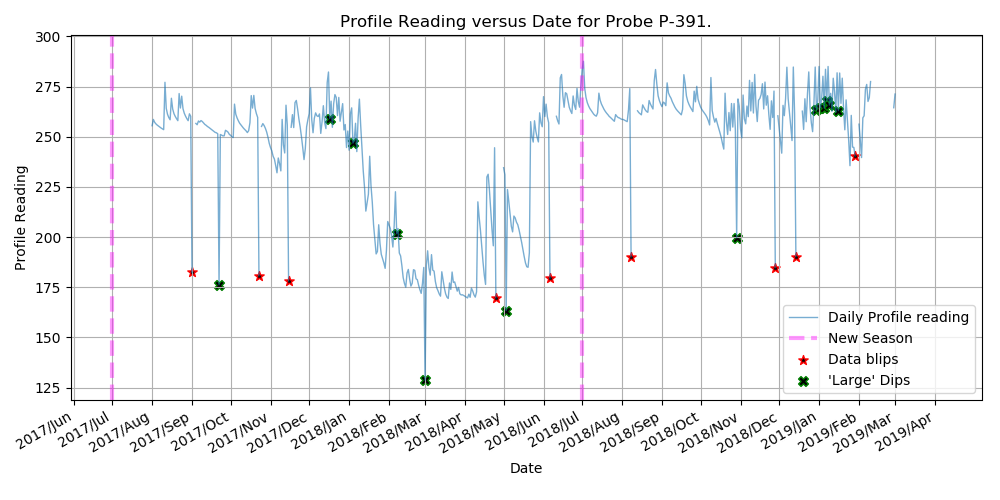 Profile Reading versus Date for Probe P-391.
Profile Reading
300
275
250
225
200
175
150
125
Daily Profile reading
New Season
Data blips
'Large' Dips
2017/Jun
2017/Jul
2017/Aug
2017/Sep
2017/Oct
2017/Nov
2017/Dec
2018/Jan
2018/Feb
2018/Mar
2018/Apr
2018/May
2018/Jun
2018/Jul
2018/Aug
2018/Sep
2018/Oct
2018/Nov
2018/Dec
2019/Jan
2019/Feb
2019/Mar
2019/Apr
Date